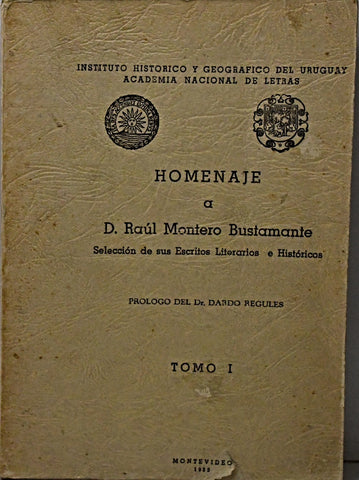 INSTITUTO HISTORICO Y GEOGRAFICO DEL URUGUAY
ACADEMIA NACIONAL DE LETRAS
HOMENAJE
a
D. Raúl Montero Bustamante
Selección de sus Escritos Literarios e Históricos
PROLOGO DEL Dr. DARDO REGULES
TOMO I
MONTEVIDEO